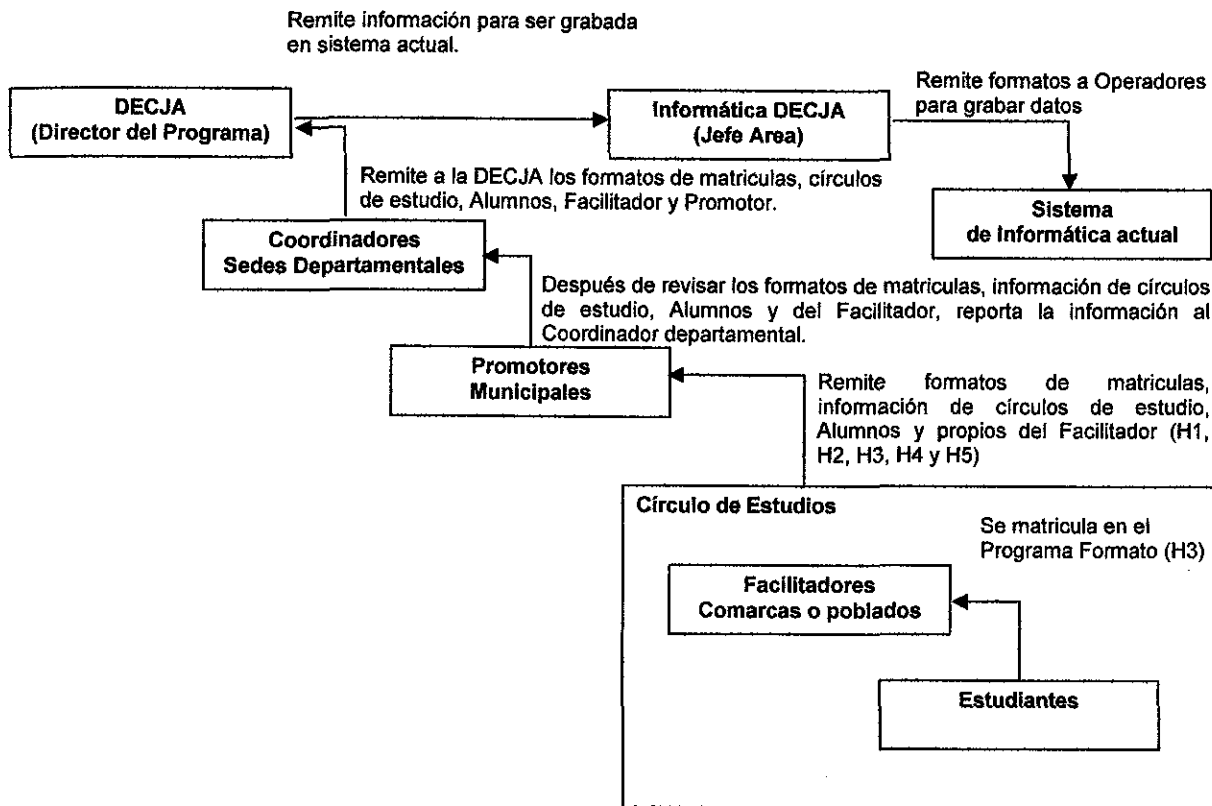 Remite información para ser grabada
en sistema actual.
DECJA
(Director del Programa)
Informática DECJA
(Jefe Area)
Remite formatos a Operadores
para grabar datos
Remite a la DECJA los formatos de matriculas, círculos
de estudio, Alumnos, Facilitador y Promotor.
Sistema
de Informática actual
Coordinadores
Sedes Departamentales
Después de revisar los formatos de matriculas, información de círculos
de estudio, Alumnos y del Facilitador, reporta la información al
Coordinador departamental.
Promotores
Municipales
Remite formatos de matriculas,
información de círculos de estudio,
Alumnos y propios del Facilitador (H1,
H2, H3, H4 y H5)
Círculo de Estudios
Se matricula en el
Programa Formato (H3)
Facilitadores
Comarcas o poblados
Estudiantes